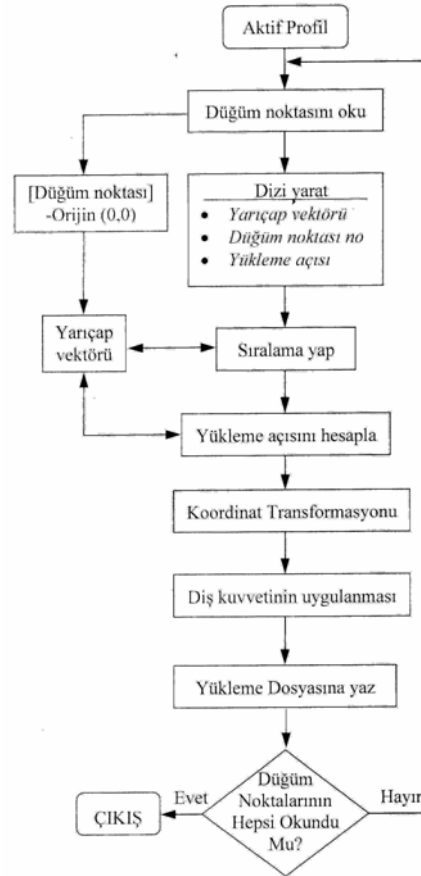 Aktif Profil
Düğüm noktasını oku
[Düğüm noktası]
-Orijin (0,0)
Dizi yarat
• Yarıçap vektörü
• Düğüm noktası no
• Yükleme açısı
Yarıçap
vektörü
Sıralama yap
Yükleme açısını hesapla
Koordinat Transformasyonu
Diş kuvvetinin uygulanması
Yükleme Dosyasına yaz
Düğüm
Noktalarının
Hepsi Okundu
Mu?
Evet
Hayır
ÇIKIŞ